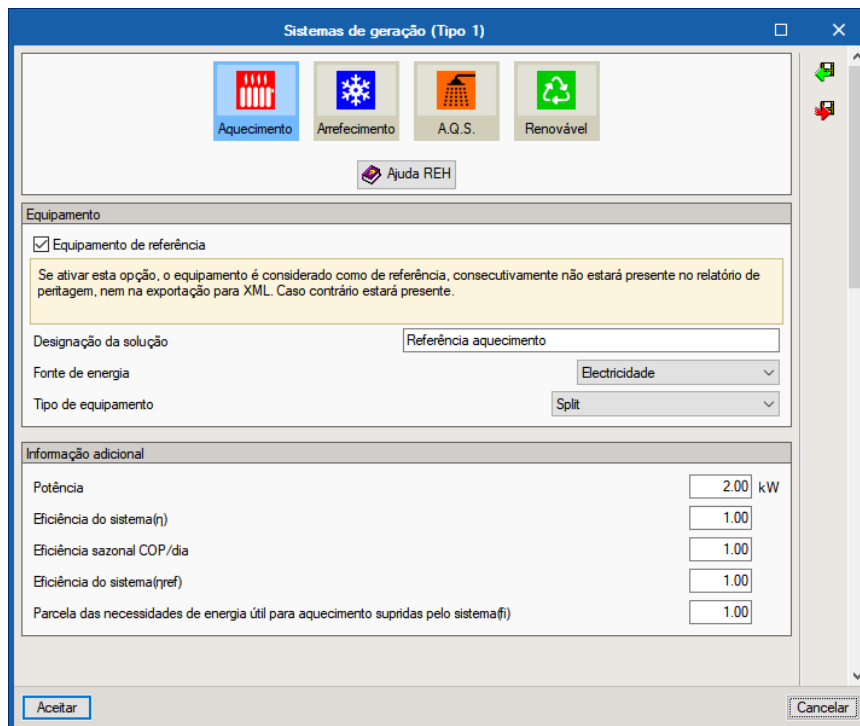 Sistemas de geração (Tipo 1)
Aquecimento
Arrefecimento
A.Q.S.
Renovável
Ajuda REH
Equipamento
Equipamento de referência
Se ativar esta opção, o equipamento é considerado como de referência, consecutivamente não estará presente no relatório de
peritagem, nem na exportação para XML. Caso contrário estará presente.
Designação da solução
Referência aquecimento
Fonte de energia
Electricidade
Tipo de equipamento
Split
Informação adicional
Potência
2.00 kW
Eficiência do sistema(η)
1.00
Eficiência sazonal COP/dia
1.00
Eficiência do sistema(ηref)
1.00
Parcela das necessidades de energia útil para aquecimento supridas pelo sistema(fi)
1.00
Aceitar
Cancelar